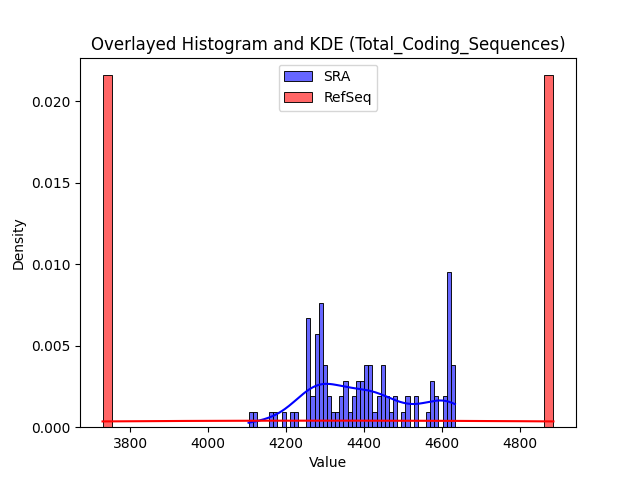 Overlayed Histogram and KDE (Total_Coding_Sequences)
SRA
RefSeq
0.020
0.015
0.010
0.005
0.000
Density
3800 4000 4200 4400 4600 4800
Value